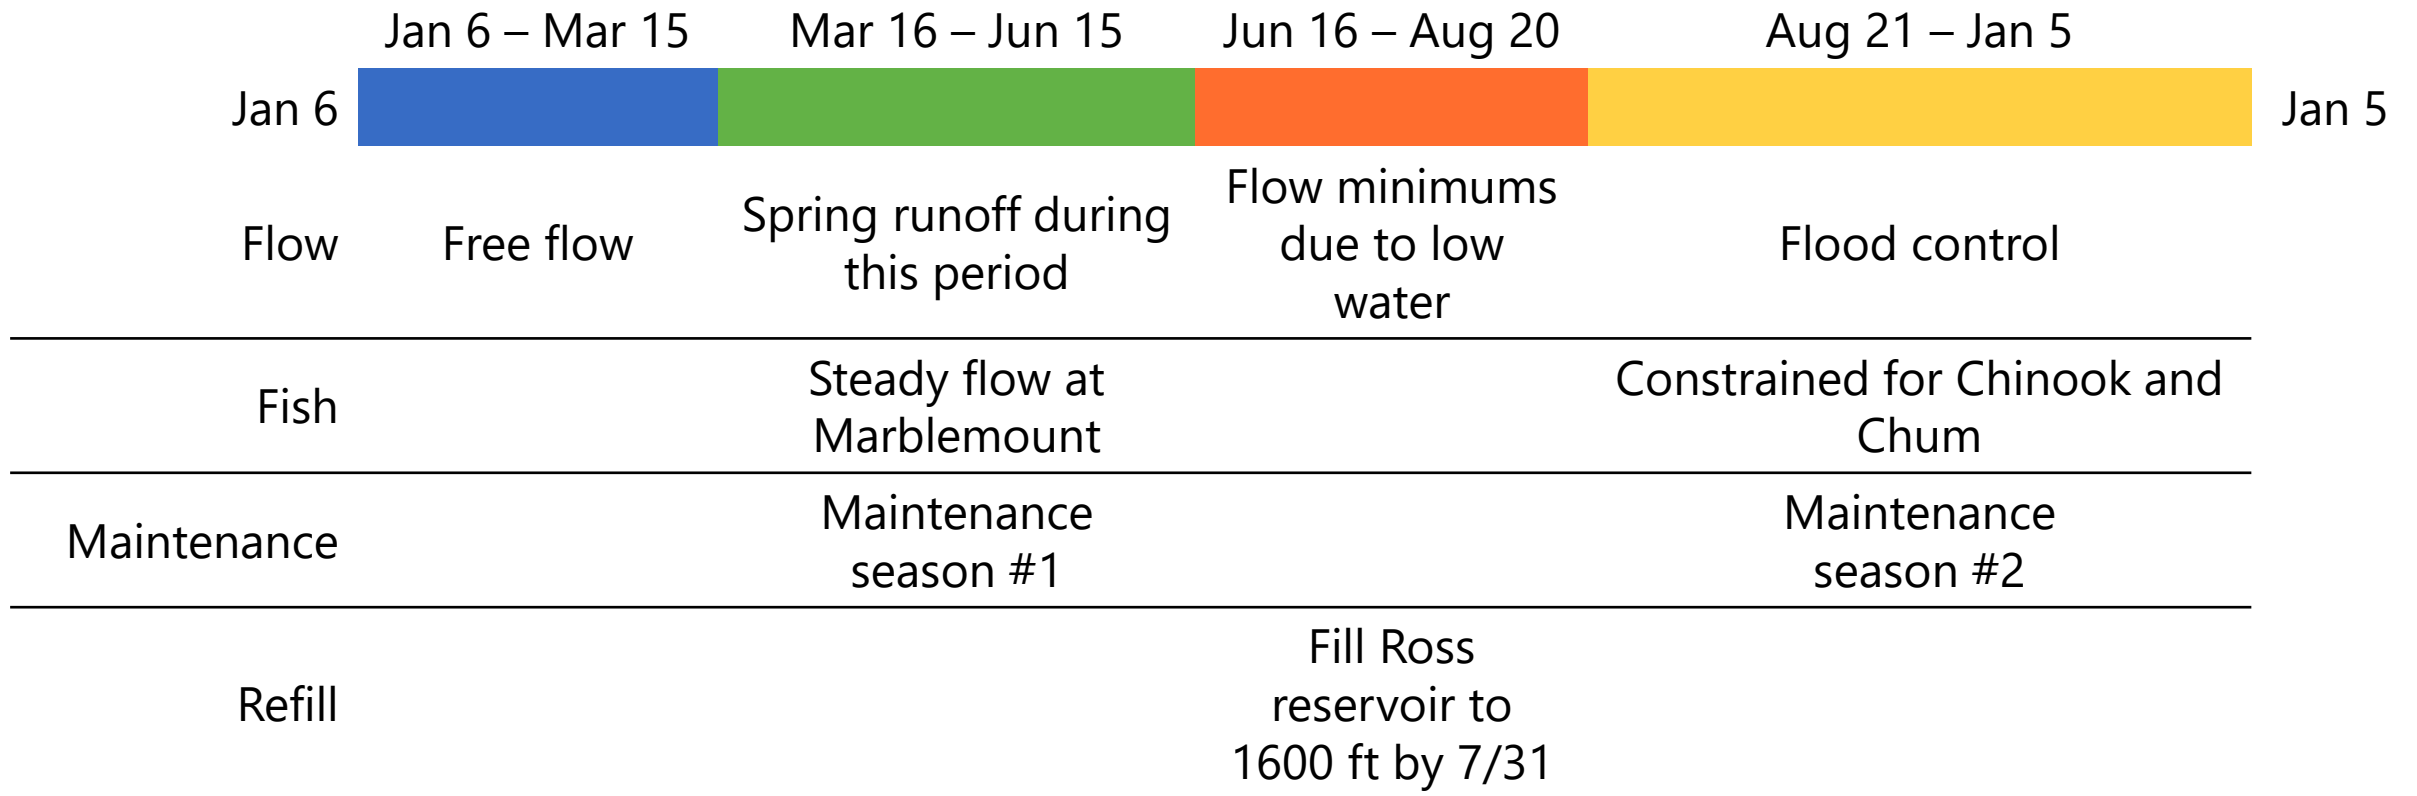 Jan 6 – Mar 15
Mar 16 – Jun 15
Jun 16 – Aug 20
Aug 21 – Jan 5
Jan 6
Jan 5
Flow
Free flow
Spring runoff during
this period
Flow minimums
due to low
water
Flood control
Fish
Steady flow at
Marblemount
Constrained for Chinook and
Chum
Maintenance
Maintenance
season #1
Maintenance
season #2
Refill
Fill Ross
reservoir to
1600 ft by 7/31